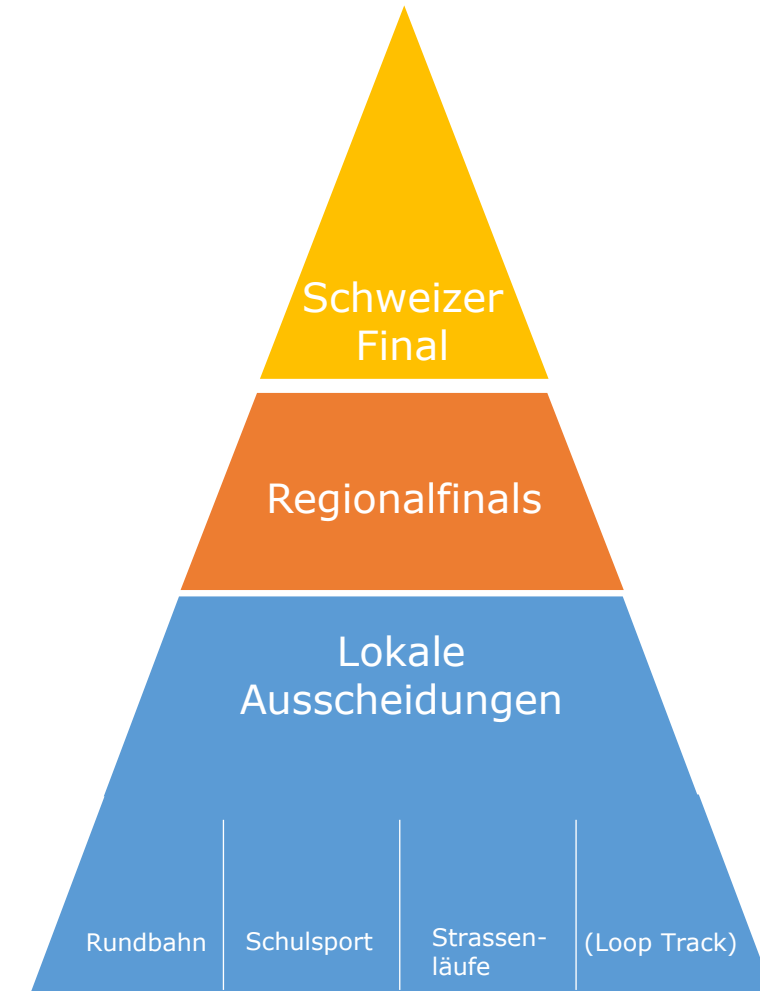 Schweizer
Final
Regionalfinals
Lokale
Ausscheidungen
Rundbahn
Schulsport
Strassen-
läufe
(Loop Track)